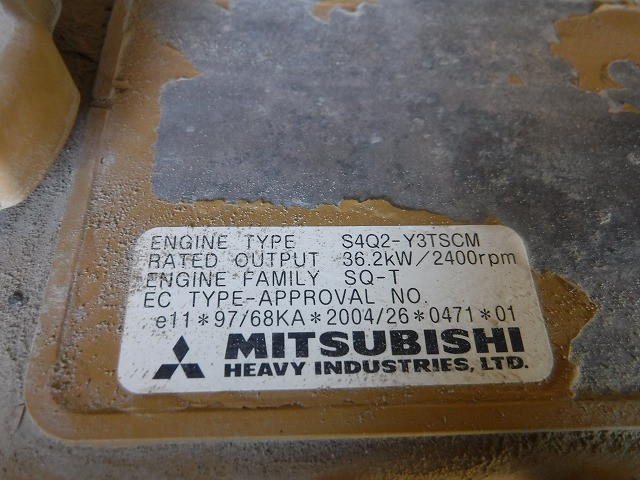 ENGINE TYPE S4Q2-Y3TSCM
RATED OUTPUT 36.2kW/2400rpm
ENGINE FAMILY SQ-T
EC TYPE-APPROVAL NO.
e11*97/68KA*2004/26*0471*01
MITSUBISHI
HEAVY INDUSTRIES, LTD.